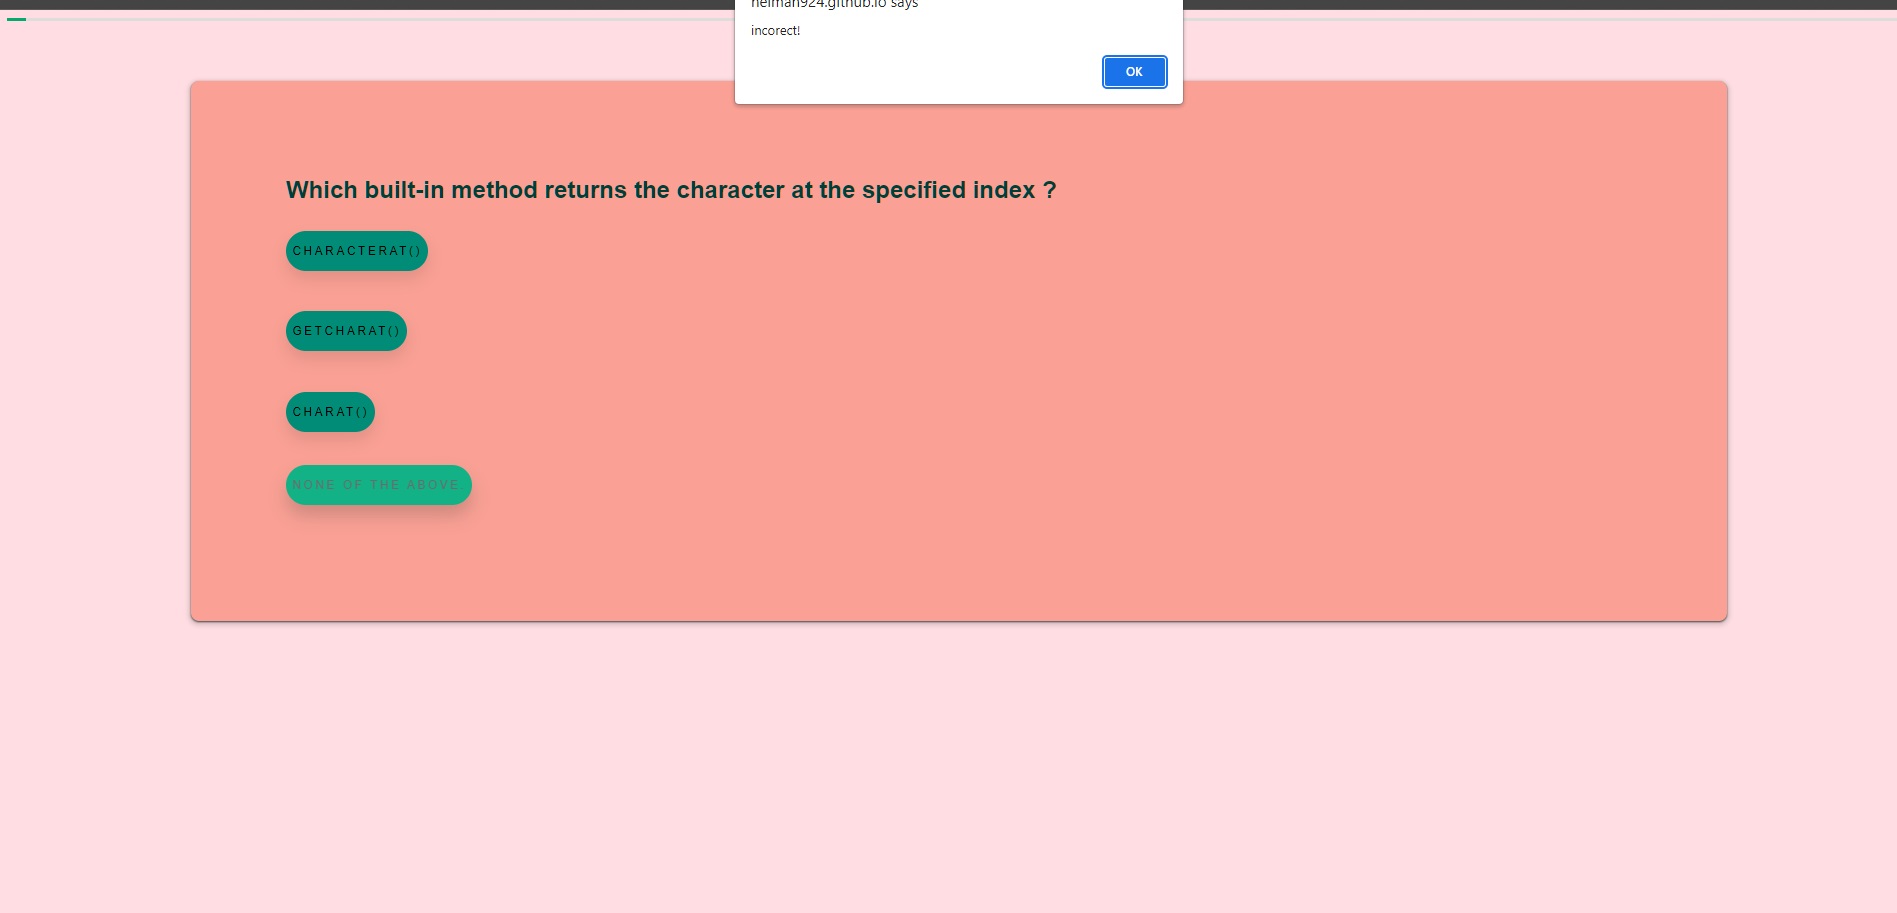 neiman924.github.io says
incorect!
OK
Which built-in method returns the character at the specified index ?
CHARACTERAT()
GETCHARAT()
CHARAT()
NONE OF THE ABOVE.